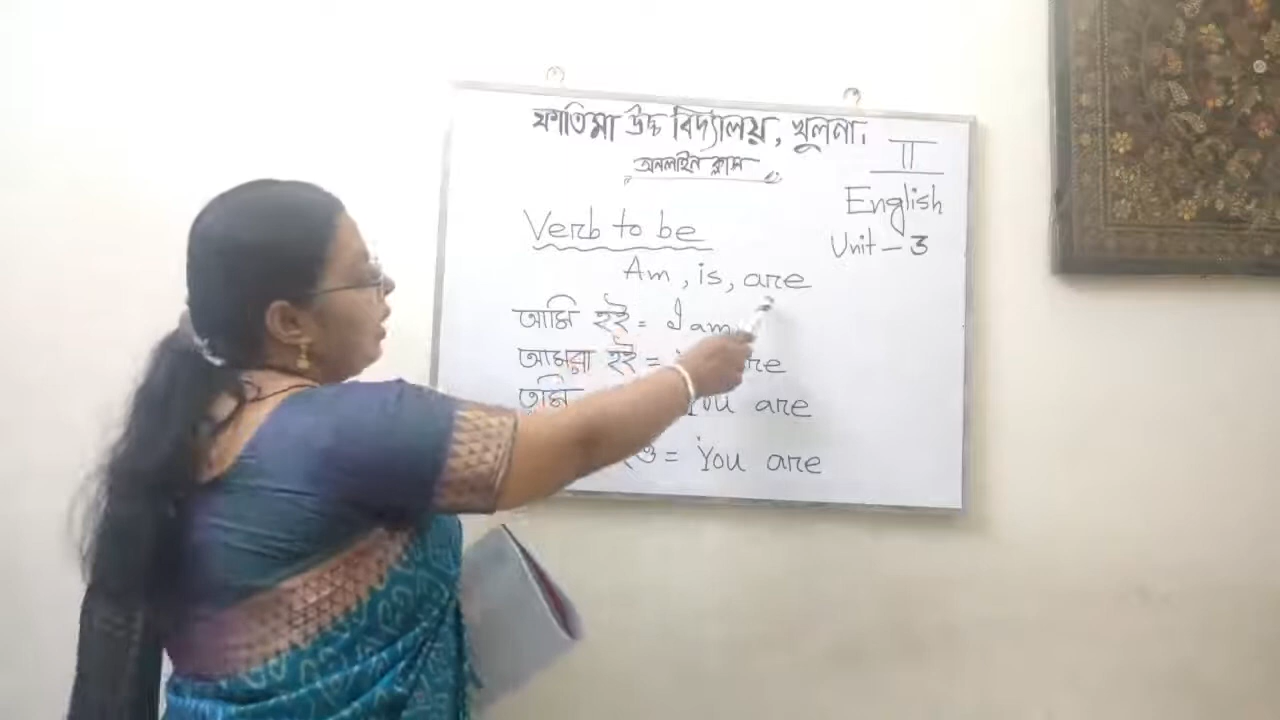 ফাতিমা উচ্চ বিদ্যালয়, খুলনা।
অনলাইন ক্লাস
II
English
Unit - 3
Verb to be
Am, is, are
আমি হই = I am
আমরা হই = are
তুমি You are
= You are